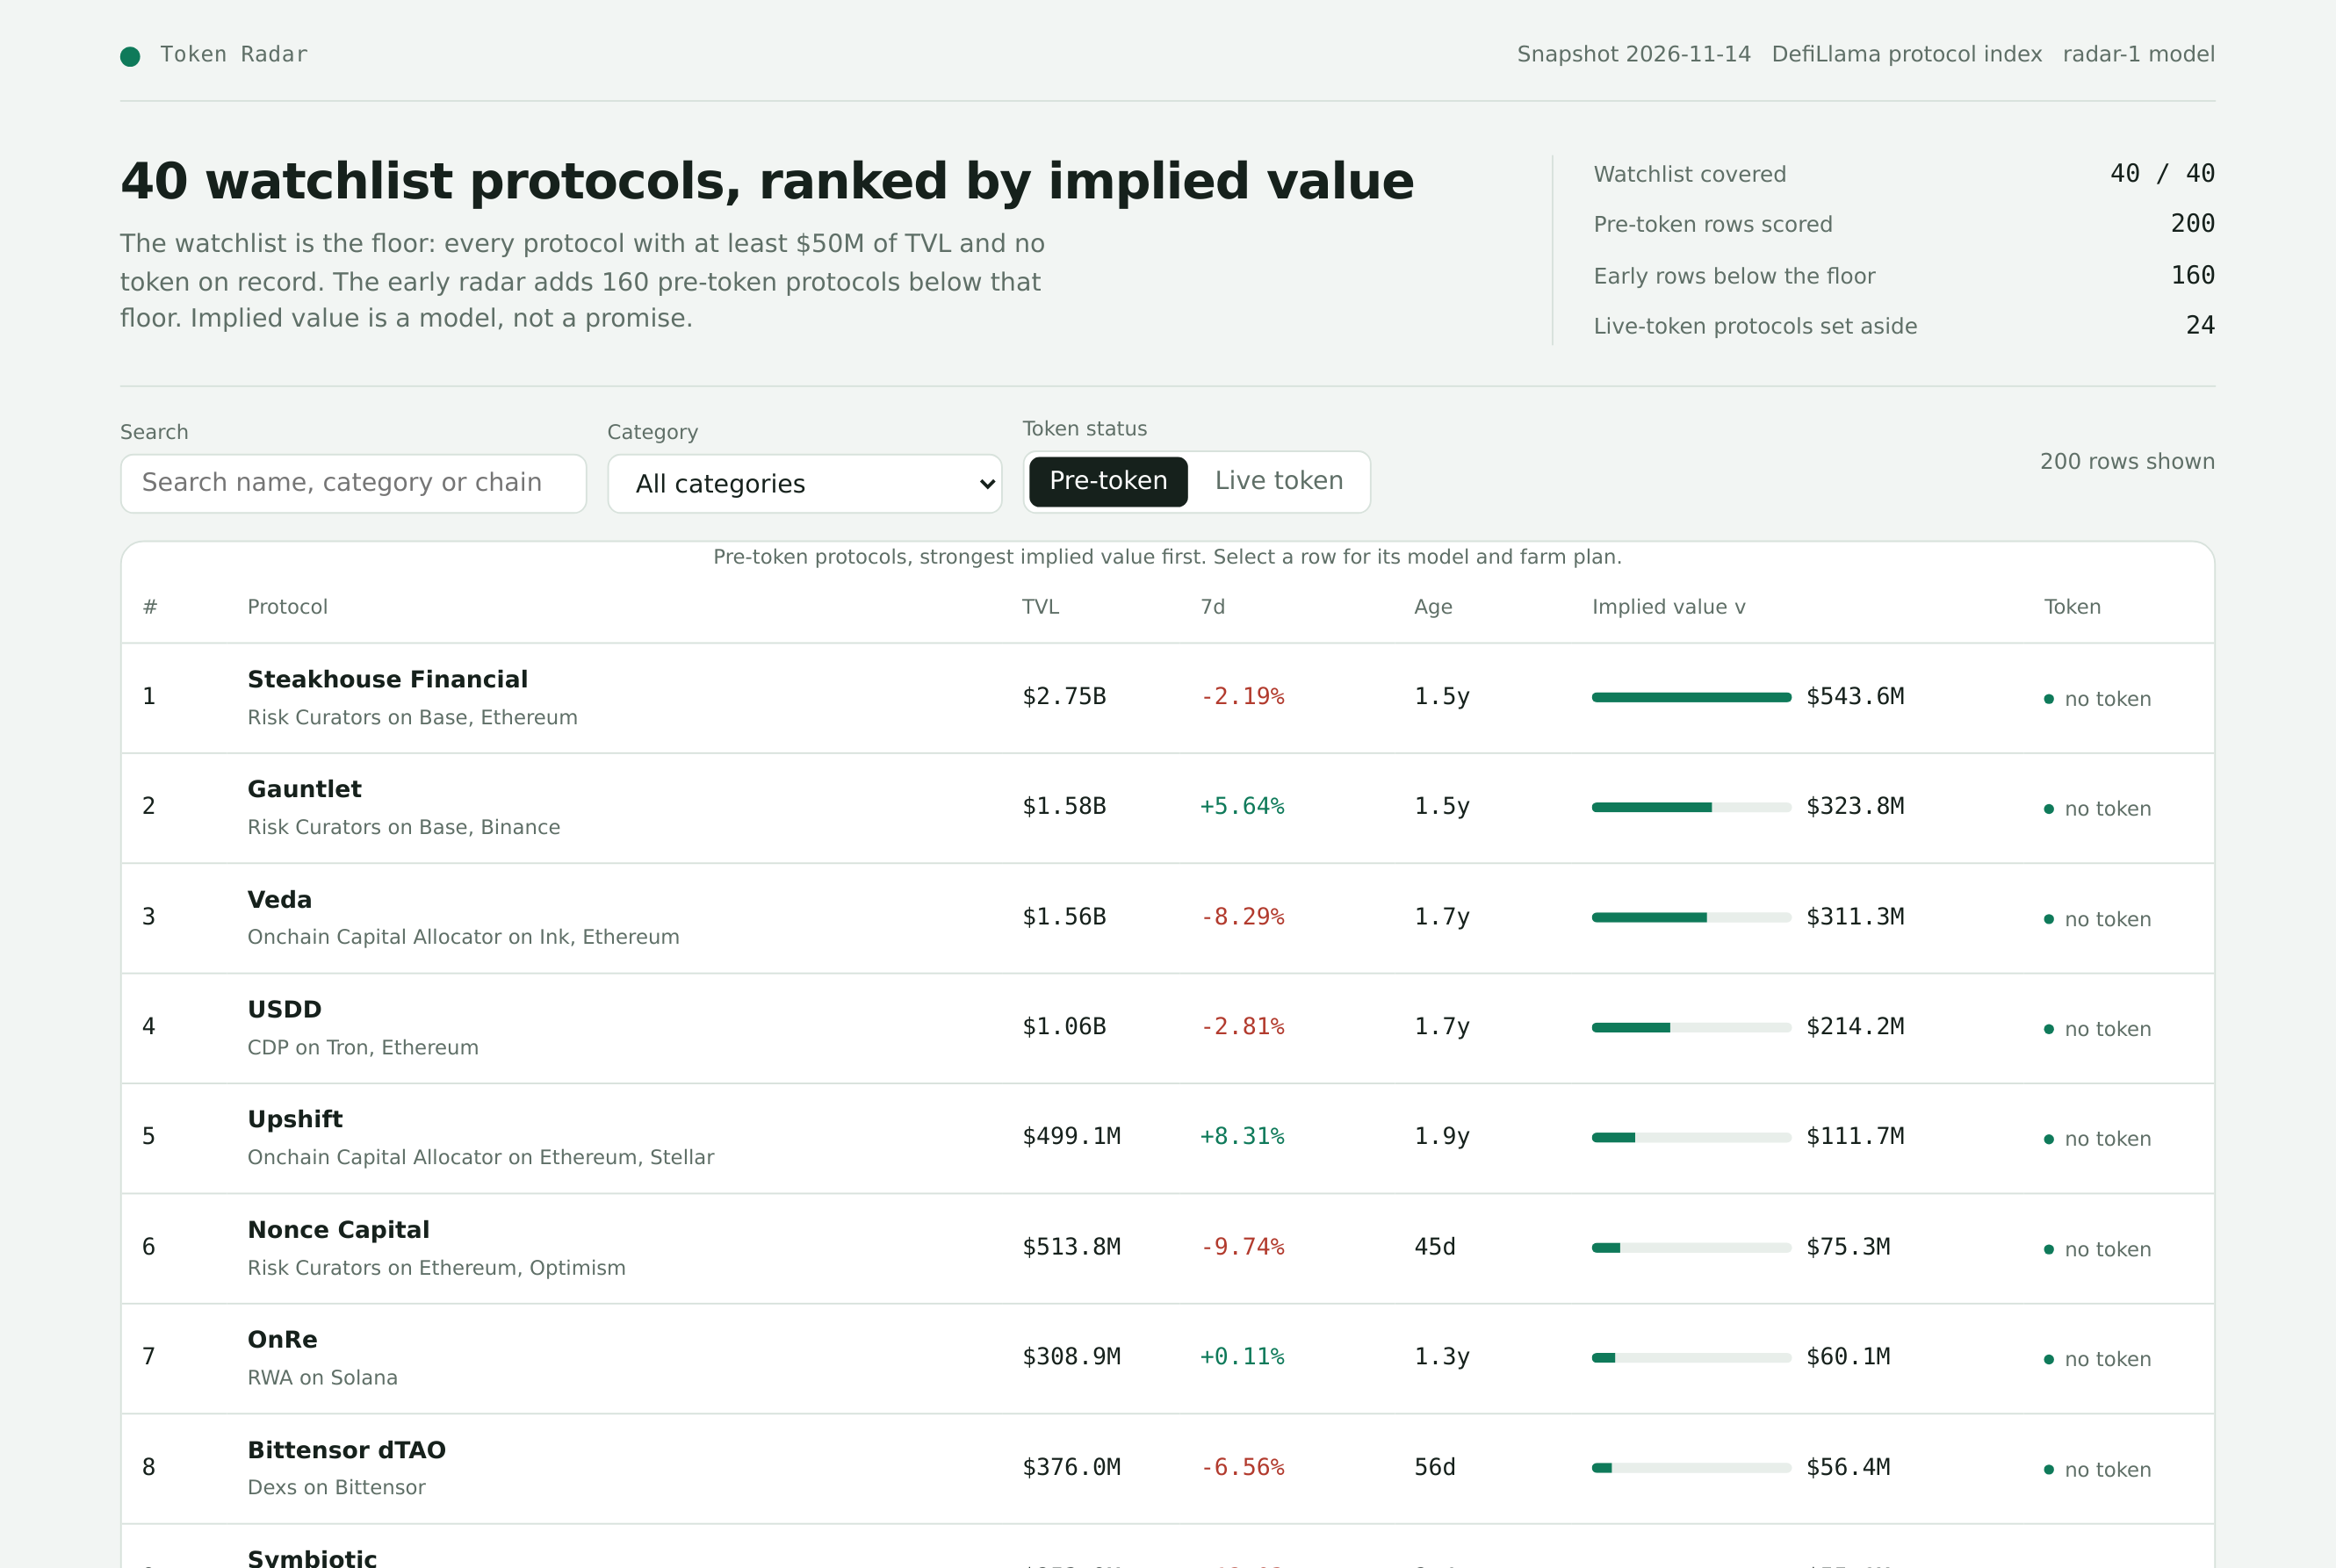 Token Radar
Snapshot 2026-11-14 DefiLlama protocol index radar-1 model
40 watchlist protocols, ranked by implied value
The watchlist is the floor: every protocol with at least $50M of TVL and no
token on record. The early radar adds 160 pre-token protocols below that
floor. Implied value is a model, not a promise.
Watchlist covered 40 / 40
Pre-token rows scored 200
Early rows below the floor 160
Live-token protocols set aside 24
Search
Search name, category or chain
Category
All categories
Token status
Pre-token Live token
200 rows shown
Pre-token protocols, strongest implied value first. Select a row for its model and farm plan.
# Protocol TVL 7d Age Implied value v Token
1 Steakhouse Financial $2.75B -2.19% 1.5y $543.6M no token
Risk Curators on Base, Ethereum
2 Gauntlet $1.58B +5.64% 1.5y $323.8M no token
Risk Curators on Base, Binance
3 Veda $1.56B -8.29% 1.7y $311.3M no token
Onchain Capital Allocator on Ink, Ethereum
4 USDD $1.06B -2.81% 1.7y $214.2M no token
CDP on Tron, Ethereum
5 Upshift $499.1M +8.31% 1.9y $111.7M no token
Onchain Capital Allocator on Ethereum, Stellar
6 Nonce Capital $513.8M -9.74% 45d $75.3M no token
Risk Curators on Ethereum, Optimism
7 OnRe $308.9M +0.11% 1.3y $60.1M no token
RWA on Solana
8 Bittensor dTAO $376.0M -6.56% 56d $56.4M no token
Dexs on Bittensor
Symbiotic